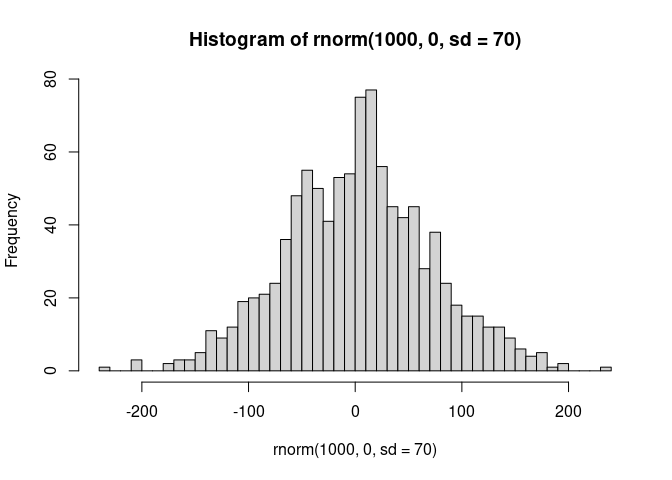 Histogram of rnorm(1000, 0, sd = 70)
Frequency
80
60
40
20
0
-200 -100 0 100 200
rnorm(1000, 0, sd = 70)